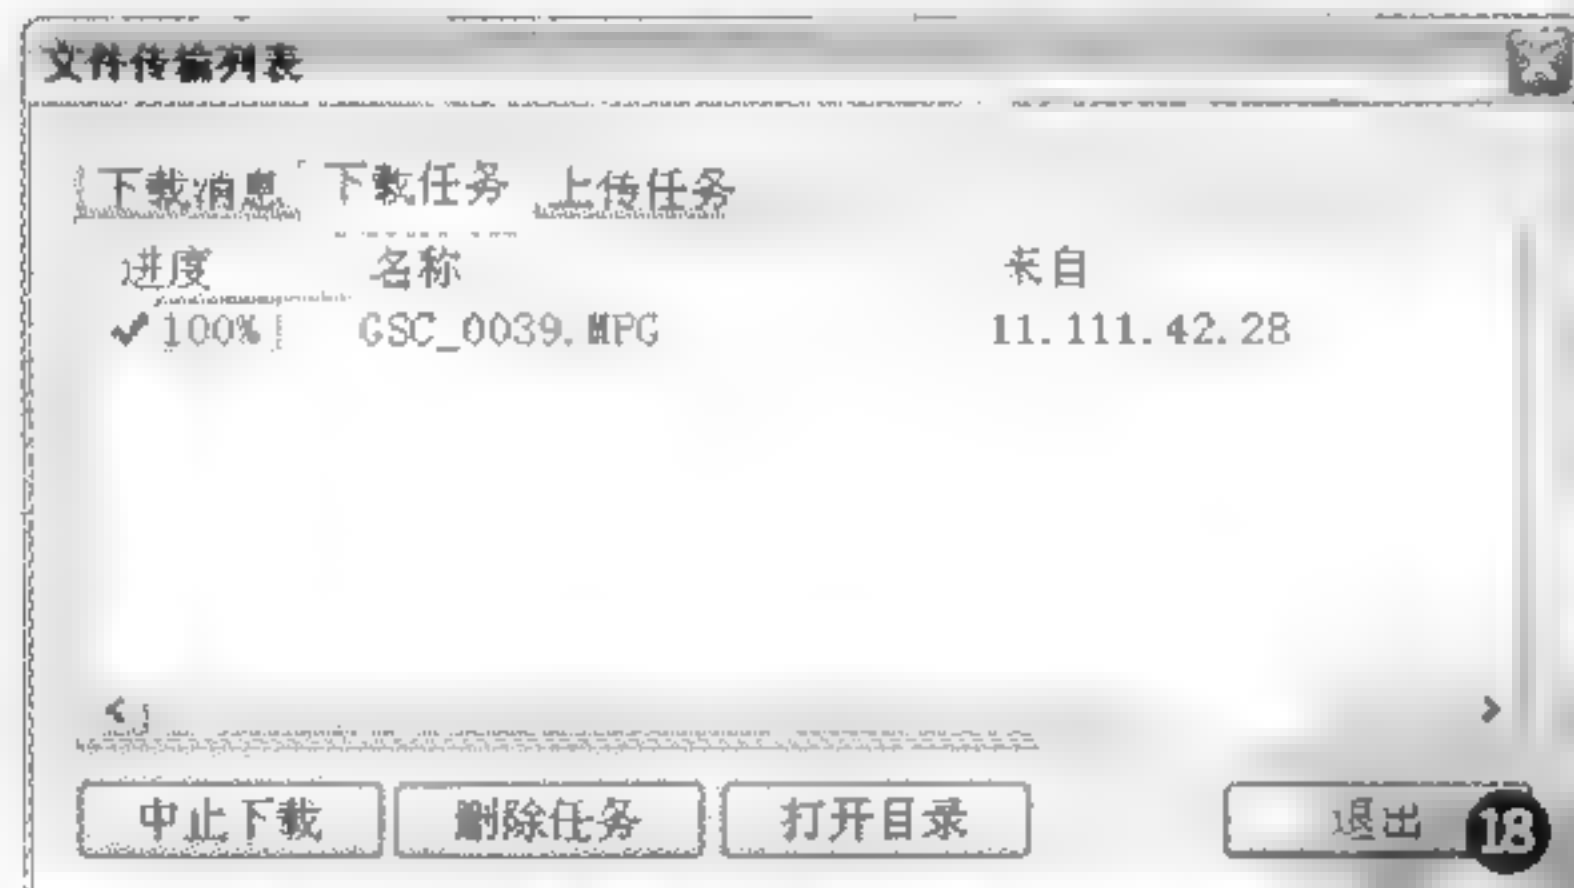 文件传输列表
下载消息 下载任务 上传任务
进度 名称 来自
100% GSC_0039.MPG 11.111.42.28
中止下载 删除任务 打开目录 退出 18